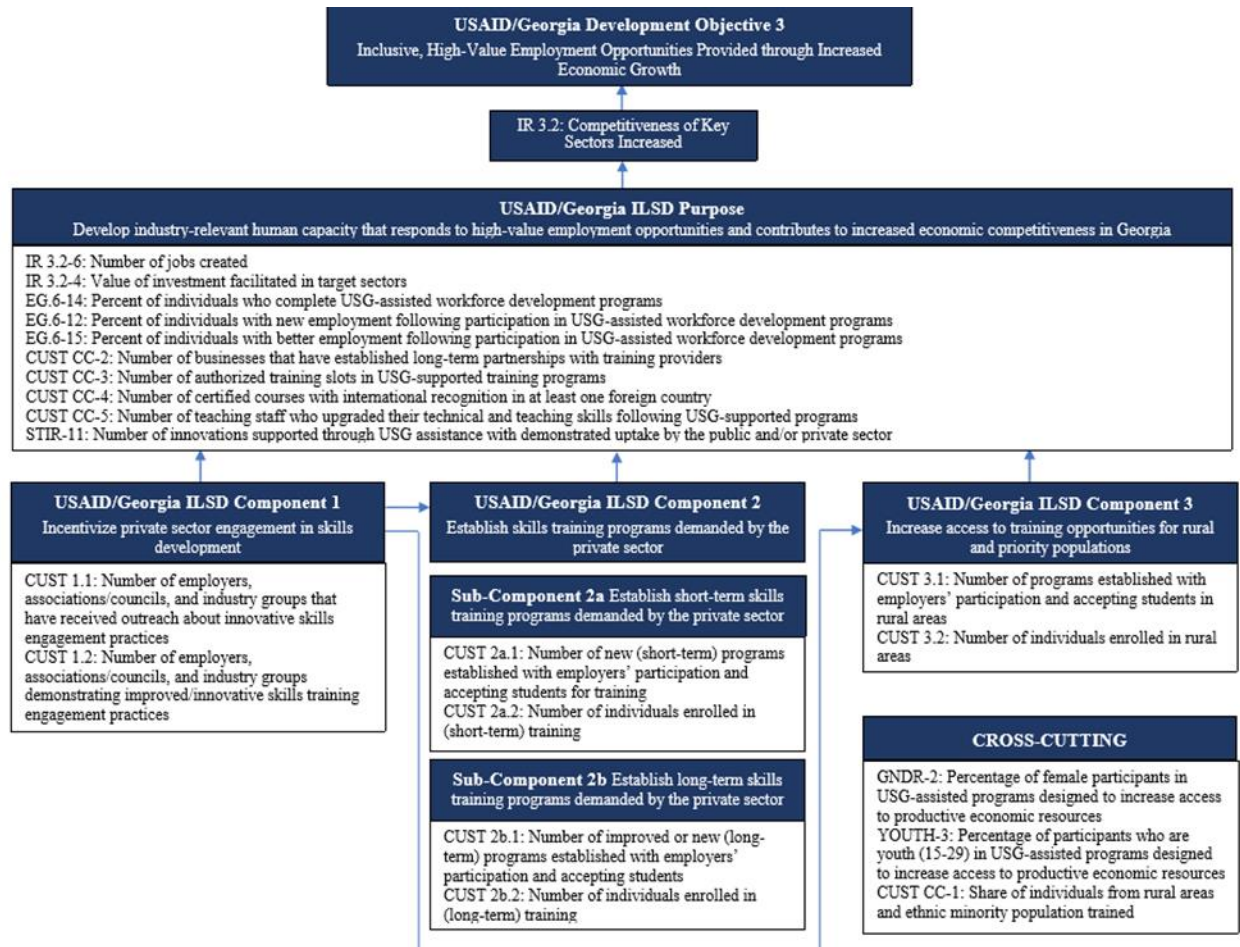 USAID/Georgia Development Objective 3
Inclusive, High-Value Employment Opportunities Provided through Increased
Economic Growth
IR 3.2: Competitiveness of Key
Sectors Increased
USAID/Georgia ILSD Purpose
Develop industry-relevant human capacity that responds to high-value employment opportunities and contributes to increased economic competitiveness in Georgia
IR 3.2-6: Number of jobs created
IR 3.2-4: Value of investment facilitated in target sectors
EG.6-14: Percent of individuals who complete USG-assisted workforce development programs
EG.6-12: Percent of individuals with new employment following participation in USG-assisted workforce development programs
EG.6-15: Percent of individuals with better employment following participation in USG-assisted workforce development programs
CUST CC-2: Number of businesses that have established long-term partnerships with training providers
CUST CC-3: Number of authorized training slots in USG-supported training programs
CUST CC-4: Number of certified courses with international recognition in at least one foreign country
CUST CC-5: Number of teaching staff who upgraded their technical and teaching skills following USG-supported programs
STIR-11: Number of innovations supported through USG assistance with demonstrated uptake by the public and/or private sector
USAID/Georgia ILSD Component 1
Incentivize private sector engagement in skills
development
CUST 1.1: Number of employers,
associations/councils, and industry groups that
have received outreach about innovative skills
engagement practices
CUST 1.2: Number of employers,
associations/councils, and industry groups
demonstrating improved/innovative skills training
engagement practices
USAID/Georgia ILSD Component 2
Establish skills training programs demanded by the
private sector
Sub-Component 2a Establish short-term skills
training programs demanded by the private sector
CUST 2a.1: Number of new (short-term) programs
established with employers' participation and
accepting students for training
CUST 2a.2: Number of individuals enrolled in
(short-term) training
Sub-Component 2b Establish long-term skills
training programs demanded by the private sector
CUST 2b.1: Number of improved or new (long-
term) programs established with employers'
participation and accepting students
CUST 2b.2: Number of individuals enrolled in
(long-term) training
USAID/Georgia ILSD Component 3
Increase access to training opportunities for rural
and priority populations
CUST 3.1: Number of programs established with
employers' participation and accepting students in
rural areas
CUST 3.2: Number of individuals enrolled in rural
areas
CROSS-CUTTING
GNDR-2: Percentage of female participants in
USG-assisted programs designed to increase access
to productive economic resources
YOUTH-3: Percentage of participants who are
youth (15-29) in USG-assisted programs designed
to increase access to productive economic resources
CUST CC-1: Share of individuals from rural areas
and ethnic minority population trained